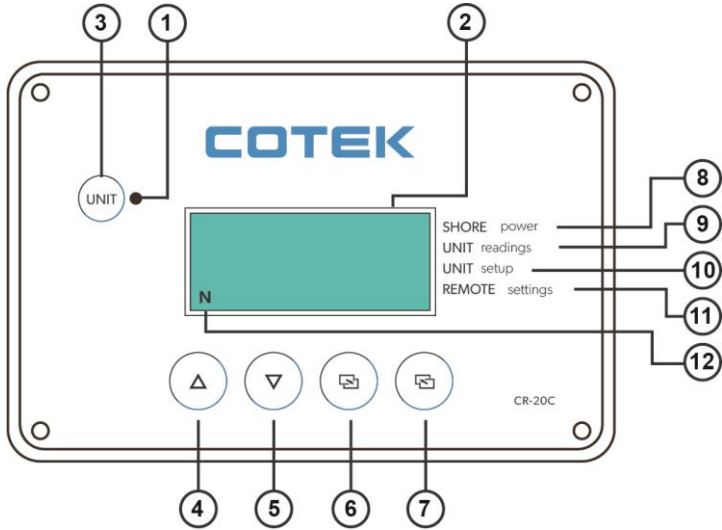 3 1 2
COTEK
UNIT
8
SHORE power
9
UNIT readings
10
UNIT setup
11
REMOTE settings
N
12
CR-20C
4 5 6 7